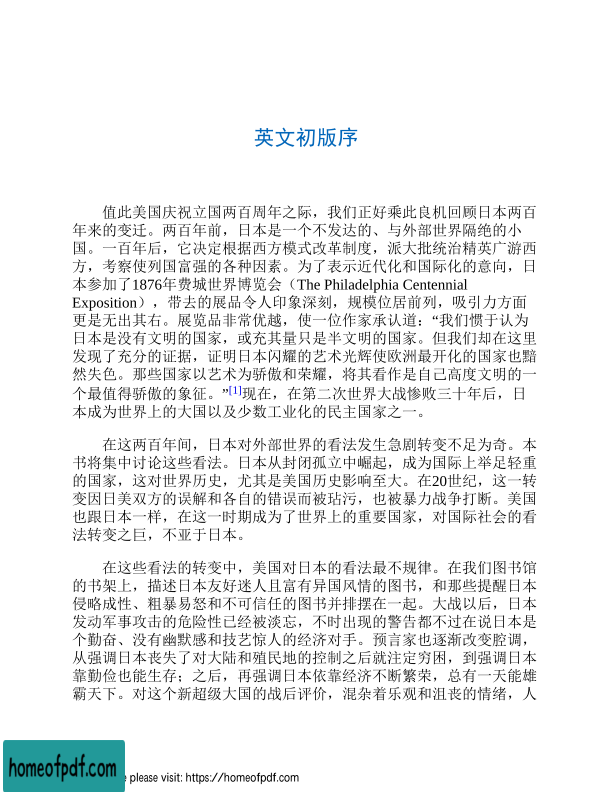 英文初版序
值此美国庆祝立国两百周年之际，我们正好乘此良机回顾日本两百
年来的变迁。两百年前，日本是一个不发达的、与外部世界隔绝的小
国。一百年后，它决定根据西方模式改革制度，派大批统治精英广游西
方，考察使列国富强的各种因素。为了表示近代化和国际化的意向，日
本参加了1876年费城世界博览会（The Philadelphia Centennial
Exposition），带去的展品令人印象深刻，规模位居前列，吸引力方面
更是无出其右。展览品非常优越，使一位作家承认道：“我们惯于认为
日本是没有文明的国家，或充其量只是半文明的国家。但我们却在这里
发现了充分的证据，证明日本闪耀的艺术光辉使欧洲最开化的国家也黯
然失色。那些国家以艺术为骄傲和荣耀，将其看作是自己高度文明的一
个最值得骄傲的象征。”[1]现在，在第二次世界大战惨败三十年后，日
本成为世界上的大国以及少数工业化的民主国家之一。
在这两百年间，日本对外部世界的看法发生急剧转变不足为奇。本
书将集中讨论这些看法。日本从封闭孤立中崛起，成为国际上举足轻重
的国家，这对世界历史，尤其是美国历史影响至大。在20世纪，这一转
变因日美双方的误解和各自的错误而被玷污，也被暴力战争打断。美国
也跟日本一样，在这一时期成为了世界上的重要国家，对国际社会的看
法转变之巨，不亚于日本。
在这些看法的转变中，美国对日本的看法最不规律。在我们图书馆
的书架上，描述日本友好迷人且富有异国风情的图书，和那些提醒日本
侵略成性、粗暴易怒和不可信任的图书并排摆在一起。大战以后，日本
发动军事攻击的危险性已经被淡忘，不时出现的警告都不过在说日本是
个勤奋、没有幽默感和技艺惊人的经济对手。预言家也逐渐改变腔调，
从强调日本丧失了对大陆和殖民地的控制之后就注定穷困，到强调日本
靠勤俭也能生存；之后，再强调日本依靠经济不断繁荣，总有一天能雄
霸天下。对这个新超级大国的战后评价，混杂着乐观和沮丧的情绪，人
homeofpdf.com
e please visit: https://homeofpdf.com